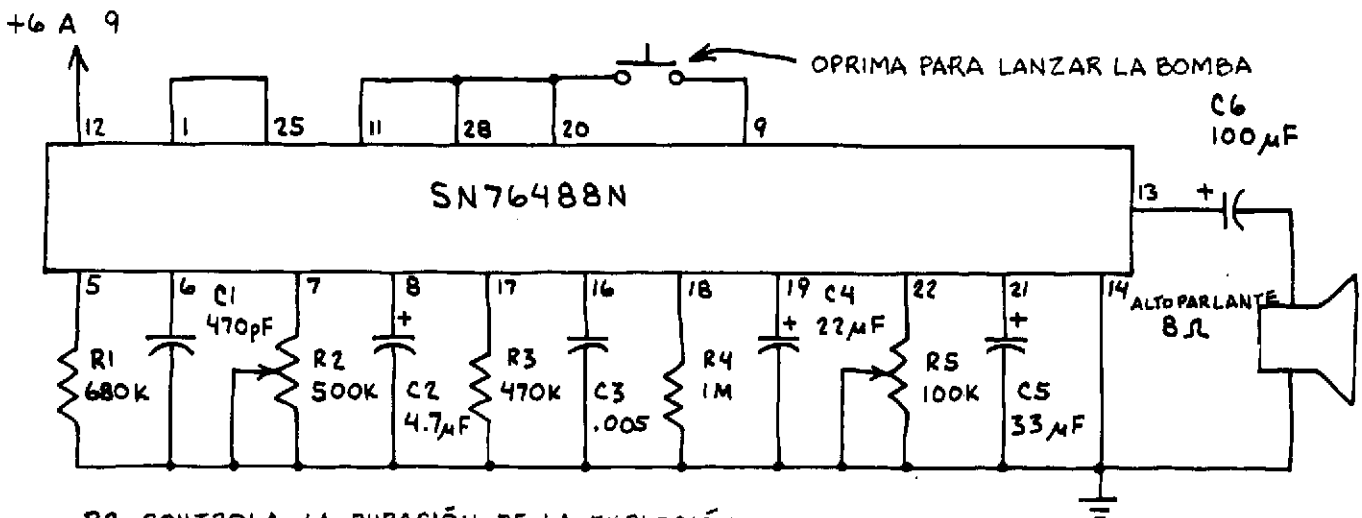 +6 A 9
OPRIMA PARA LANZAR LA BOMBA
C6
100µF
12 1 25 11 28 20 9
SN76488N
13 +
5 6 7 8 17 16 18 19 22 21 14
C1
470pF
R1
680K
R2
500K
+
C2
4.7µF
R3
470K
C3
.005
R4
1M
+
C4
22µF
R5
100K
+
C5
33µF
ALTOPARLANTE
8Ω